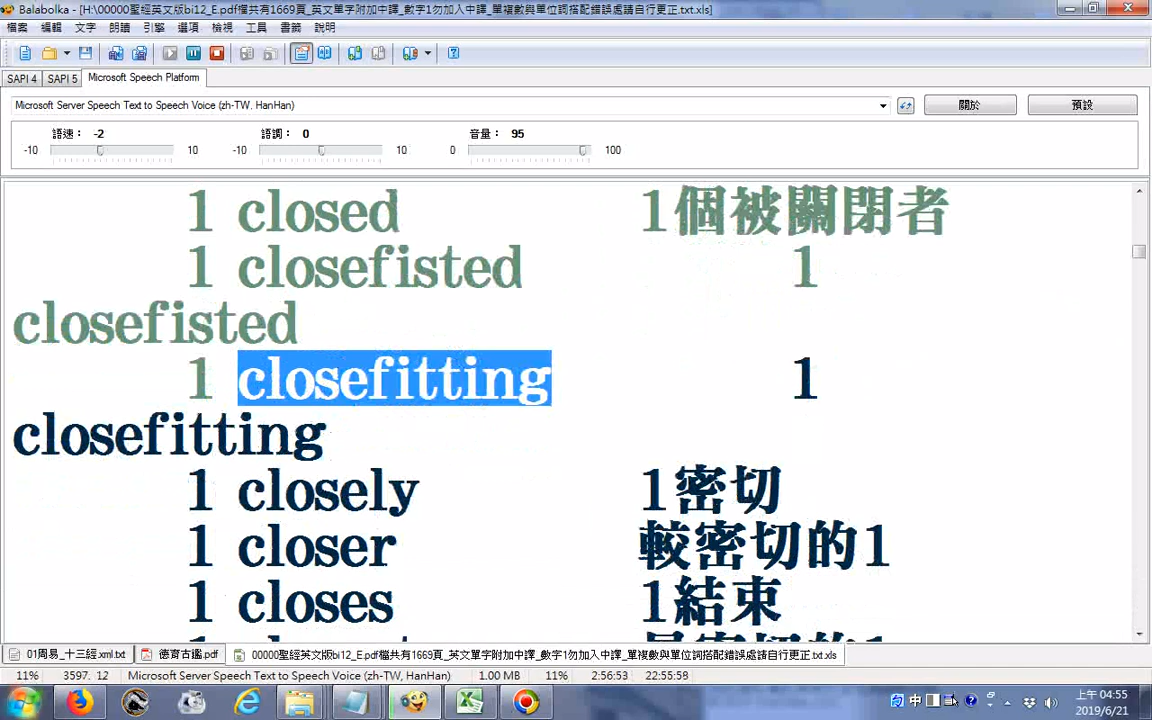 Balabolka - [H:\00000聖經英文版bi12_E.pdf檔共有1669頁_英文單字附加中譯_數字1勿加入中譯_單複數與單位詞搭配錯誤處請自行更正.txt.xls]
檔案 編輯 文字 朗讀 引擎 選項 檢視 工具 書籤 說明
SAPI 4 SAPI 5 Microsoft Speech Platform
Microsoft Server Speech Text to Speech Voice (zh-TW, HanHan) 關於 預設
語速： -2 語調： 0 音量： 95
-10 10 -10 10 0 100
1 closed 1個被關閉者
1 closefisted 1
closefisted
1 closefitting 1
closefitting
1 closely 1密切
1 closer 較密切的1
1 closes 1結束
01周易_十三經.xml.txt 德育古鑑.pdf 00000聖經英文版bi12_E.pdf檔共有1669頁_英文單字附加中譯_數字1勿加入中譯_單複數與單位詞搭配錯誤處請自行更正.txt.xls
11% 3597. 12 Microsoft Server Speech Text to Speech Voice (zh-TW, HanHan) 1.00 MB 11% 2:56:53 22:55:58
中 上午 04:55
2019/6/21